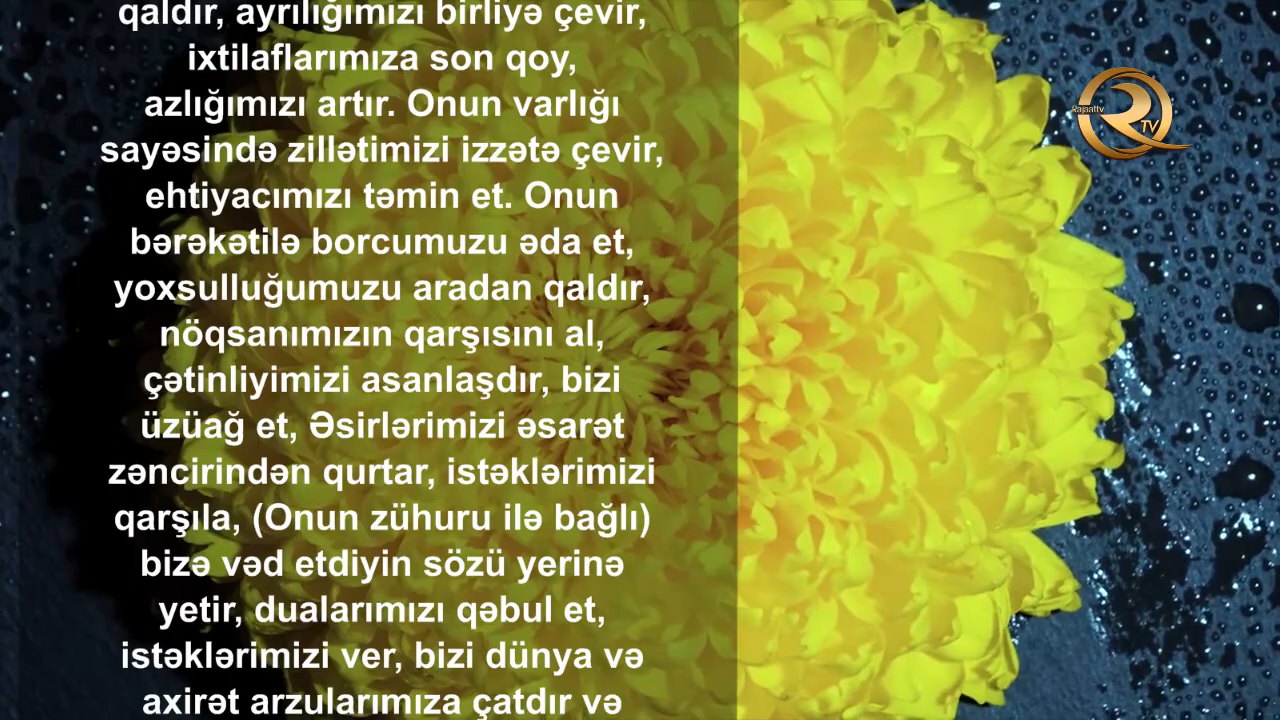 qaldır, ayrılığımızı birliyə çevir,
ixtilaflarımıza son qoy,
azlığımızı artır. Onun varlığı
sayəsində zillətimizi izzətə çevir,
ehtiyacımızı təmin et. Onun
bərəkətilə borcumuzu əda et,
yoxsulluğumuzu aradan qaldır,
nöqsanımızın qarşısını al,
çətinliyimizi asanlaşdır, bizi
üzüağ et, Əsirlərimizi əsarət
zəncirindən qurtar, istəklərimizi
qarşıla, (Onun zühuru ilə bağlı)
bizə vəd etdiyin sözü yerinə
yetir, dualarımızı qəbul et,
istəklərimizi ver, bizi dünya və
axirət arzularımıza çatdır və
Rajaattv
R TV